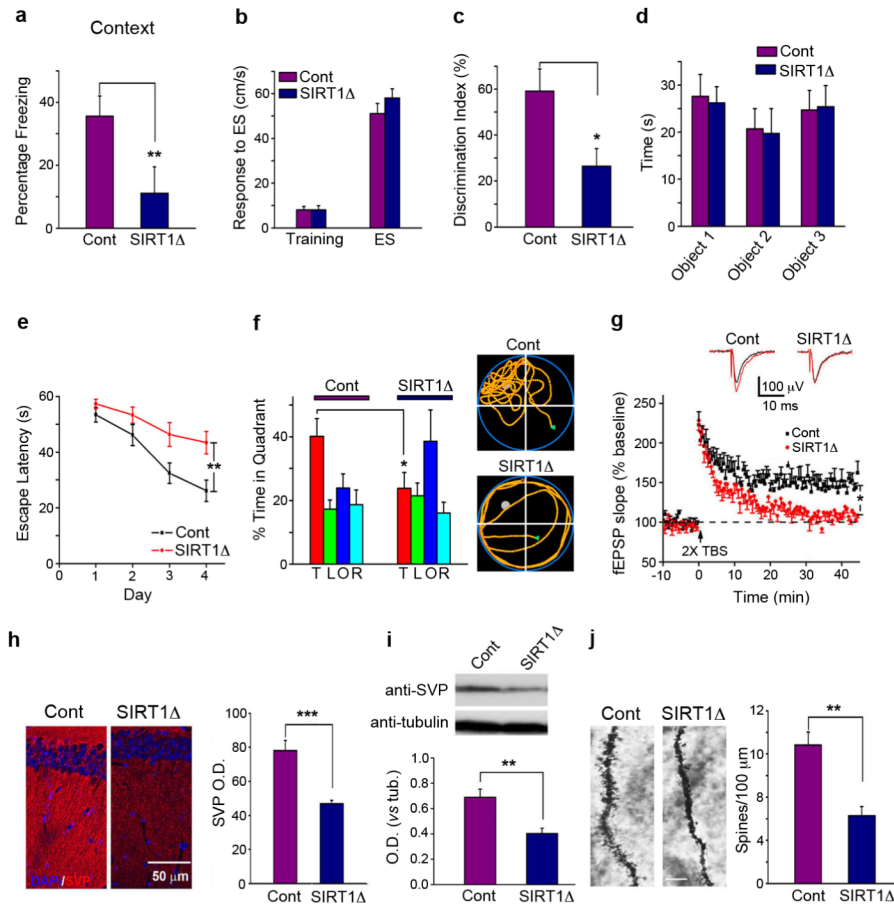 a
Context
Percentage Freezing
40
20
0
**
Cont SIRT1Δ
b
Cont
SIRT1Δ
Response to ES (cm/s)
60
40
20
0
Training ES
c
Discrimination Index (%)
60
40
20
0
*
Cont SIRT1Δ
d
Cont
SIRT1Δ
Time (s)
30
20
10
0
Object 1
Object 2
Object 3
e
Escape Latency (s)
60
50
40
30
20
10
0
**
Cont
SIRT1Δ
0 1 2 3 4
Day
f
Cont SIRT1Δ
% Time in Quadrant
60
40
20
0
*
T L O R T L O R
Cont
SIRT1Δ
g
Cont SIRT1Δ
100 μV
10 ms
Cont
SIRT1Δ
fEPSP slope (% baseline)
250
200
150
100
50
*
2X TBS
-10 0 10 20 30 40
Time (min)
h
Cont SIRT1Δ
DAPI/SVP
50 μm
SVP O.D.
100
80
60
40
20
0
***
Cont SIRT1Δ
i
Cont SIRT1Δ
anti-SVP
anti-tubulin
O.D. (vs tub.)
1.0
0.8
0.6
0.4
0.2
0.0
**
Cont SIRT1Δ
j
Cont SIRT1Δ
Spines/100 μm
12
10
8
6
2
0
**
Cont SIRT1Δ